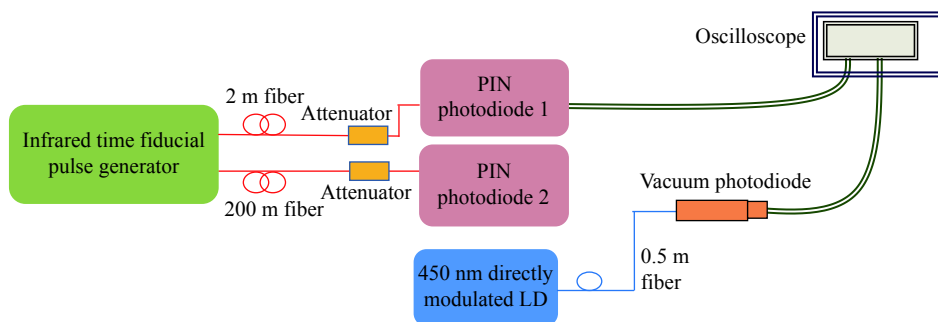 Oscilloscope
2 m fiber
Attenuator
PIN
photodiode 1
Infrared time fiducial
pulse generator
200 m fiber
Attenuator
PIN
photodiode 2
Vacuum photodiode
450 nm directly
modulated LD
0.5 m
fiber